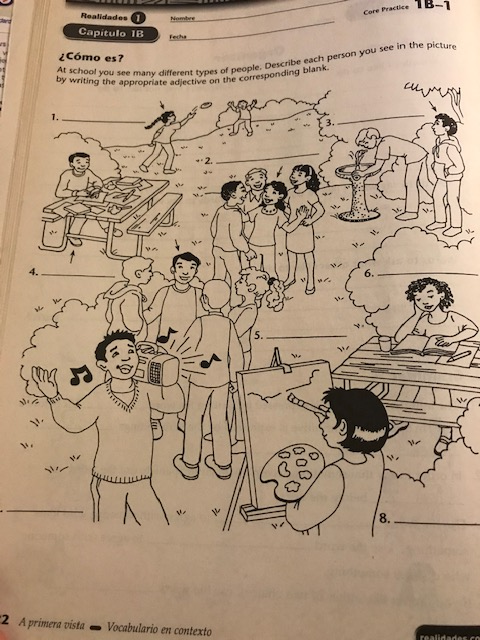 Realidades 1
Nombre
Core Practice 1B-1
Capítulo 1B
Fecha
¿Cómo es?
At school you see many different types of people. Describe each person you see in the picture
by writing the appropriate adjective on the corresponding blank.
1.
3.
2.
4.
6.
5.
8.
2 A primera vista — Vocabulario en contexto
realidades.co